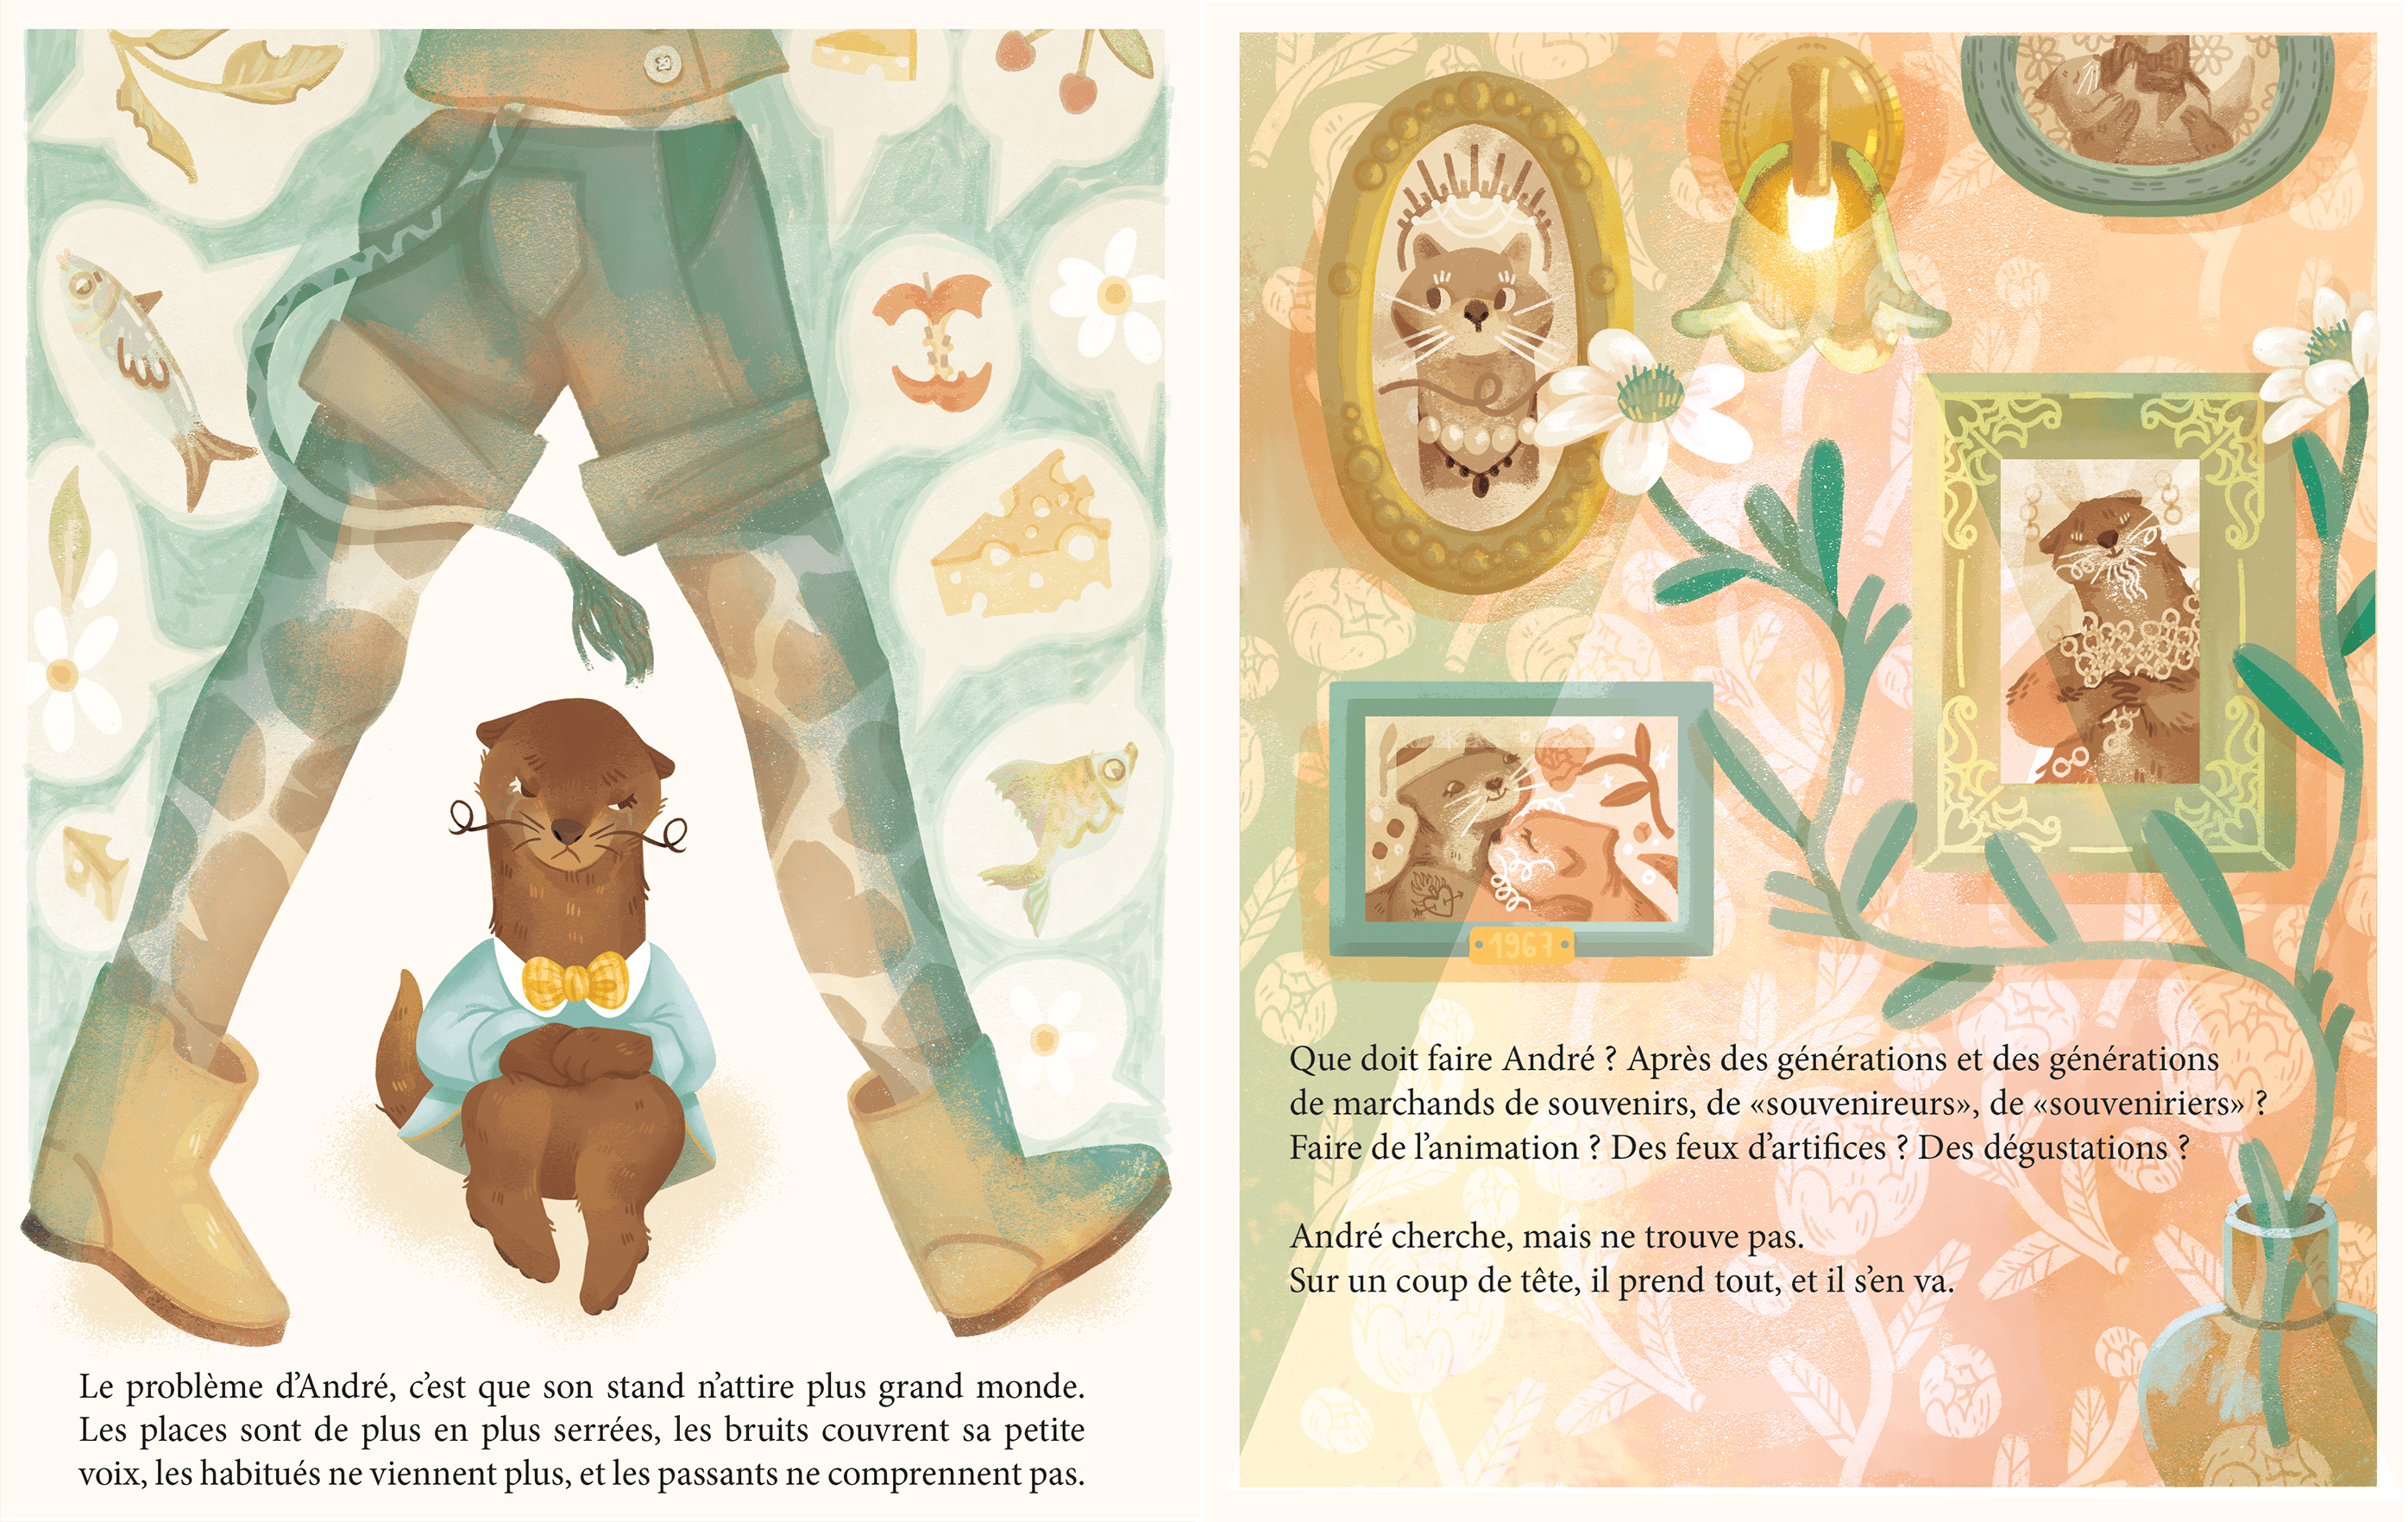 Le problème d’André, c’est que son stand n’attire plus grand monde.
Les places sont de plus en plus serrées, les bruits couvrent sa petite
voix, les habitués ne viennent plus, et les passants ne comprennent pas.
1967
Que doit faire André ? Après des générations et des générations
de marchands de souvenirs, de «souvenireurs», de «souveniriers» ?
Faire de l’animation ? Des feux d’artifices ? Des dégustations ?
André cherche, mais ne trouve pas.
Sur un coup de tête, il prend tout, et il s’en va.